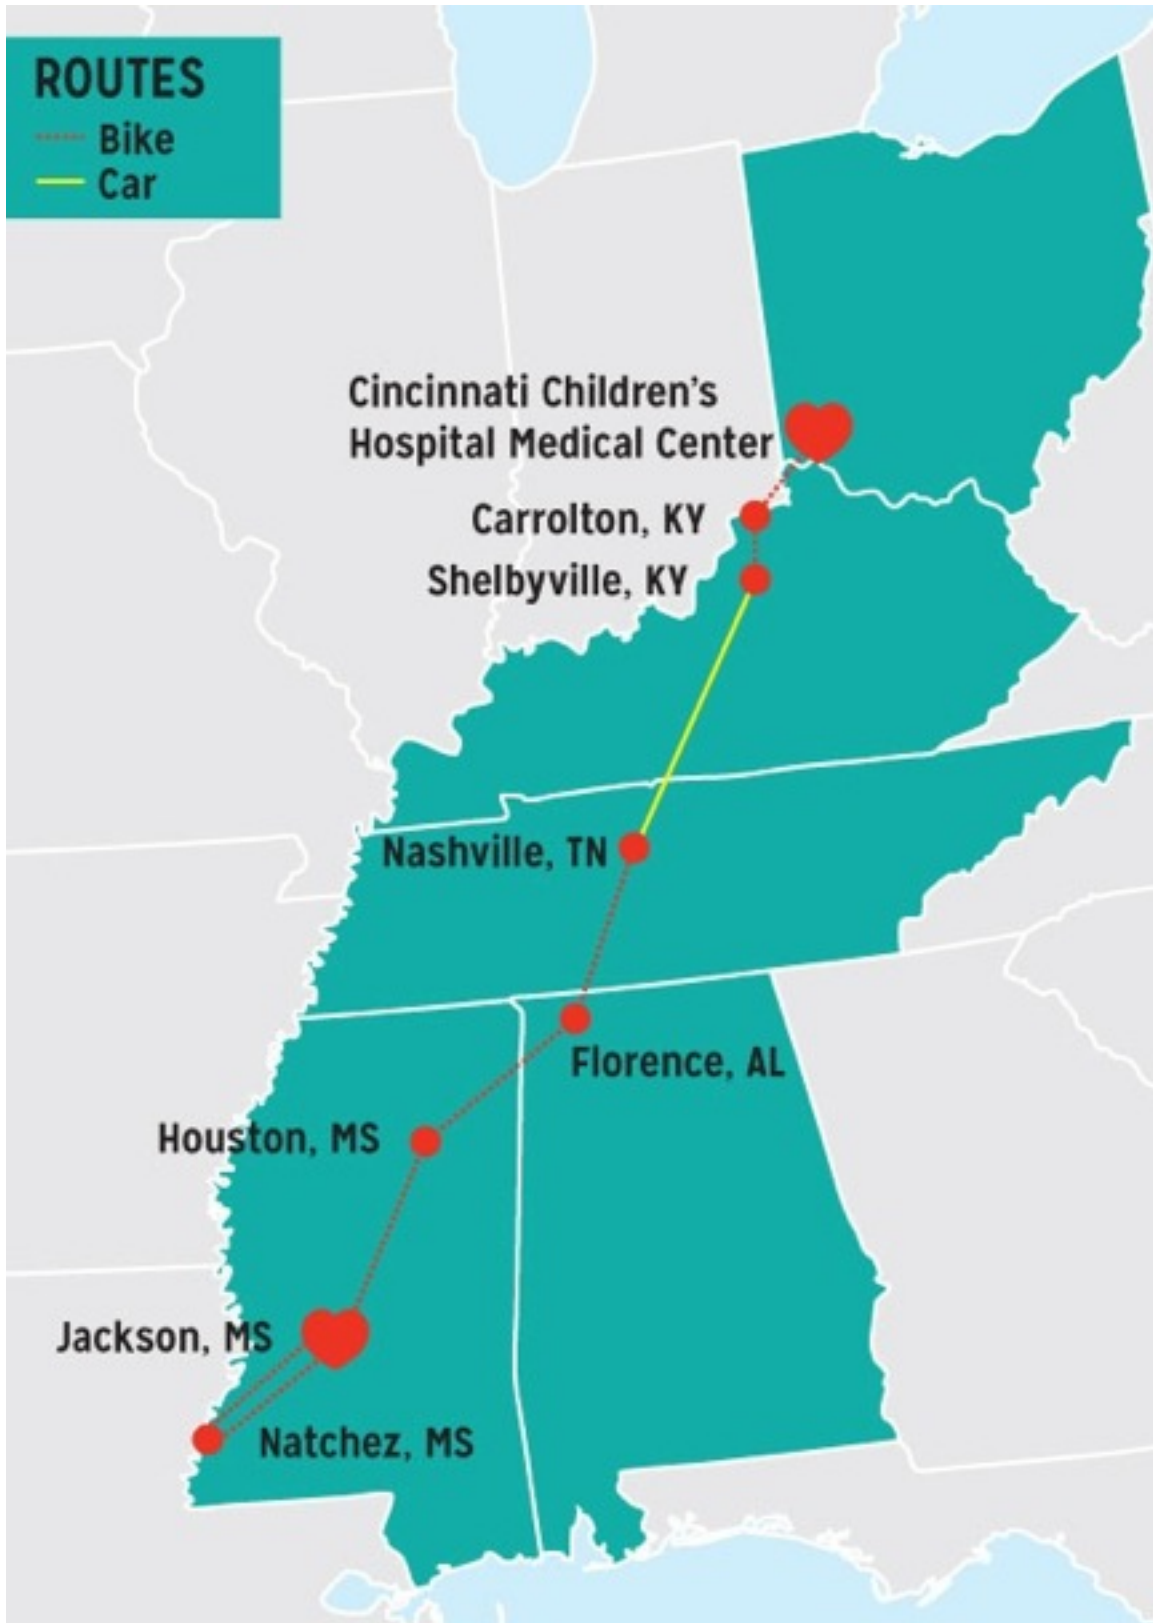 ROUTES
Bike
Car
Cincinnati Children's
Hospital Medical Center
Carrolton, KY
Shelbyville, KY
Nashville, TN
Florence, AL
Houston, MS
Jackson, MS
Natchez, MS